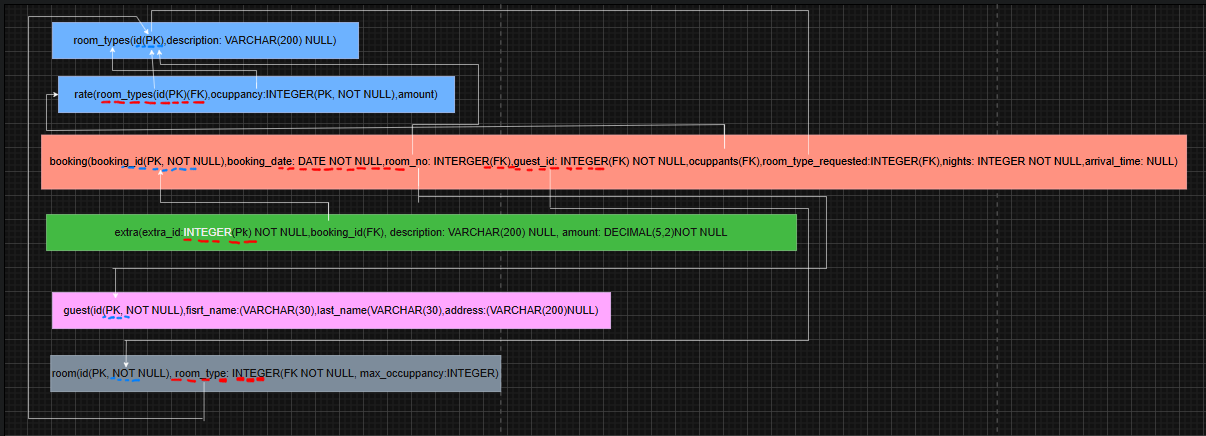 room_types(id(PK),description: VARCHAR(200) NULL)
rate(room_types(id(PK)(FK),ocuppancy:INTEGER(PK, NOT NULL),amount)
booking(booking_id(PK, NOT NULL),booking_date: DATE NOT NULL,room_no: INTERGER(FK),guest_id: INTEGER(FK) NOT NULL,ocuppants(FK),room_type_requested:INTEGER(FK),nights: INTEGER NOT NULL,arrival_time: NULL)
extra(extra_id:INTEGER(Pk) NOT NULL,booking_id(FK), description: VARCHAR(200) NULL, amount: DECIMAL(5,2)NOT NULL
guest(id(PK, NOT NULL),fisrt_name:(VARCHAR(30),last_name(VARCHAR(30),address:(VARCHAR(200)NULL)
room(id(PK, NOT NULL), room_type: INTEGER(FK NOT NULL, max_occuppancy:INTEGER)